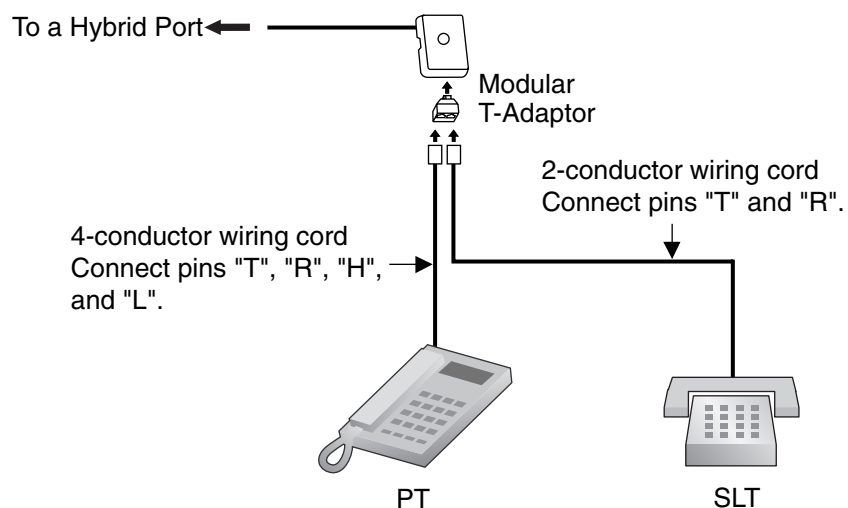 To a Hybrid Port
Modular
T-Adaptor
2-conductor wiring cord
Connect pins "T" and "R".
4-conductor wiring cord
Connect pins "T", "R", "H",
and "L".
PT
SLT